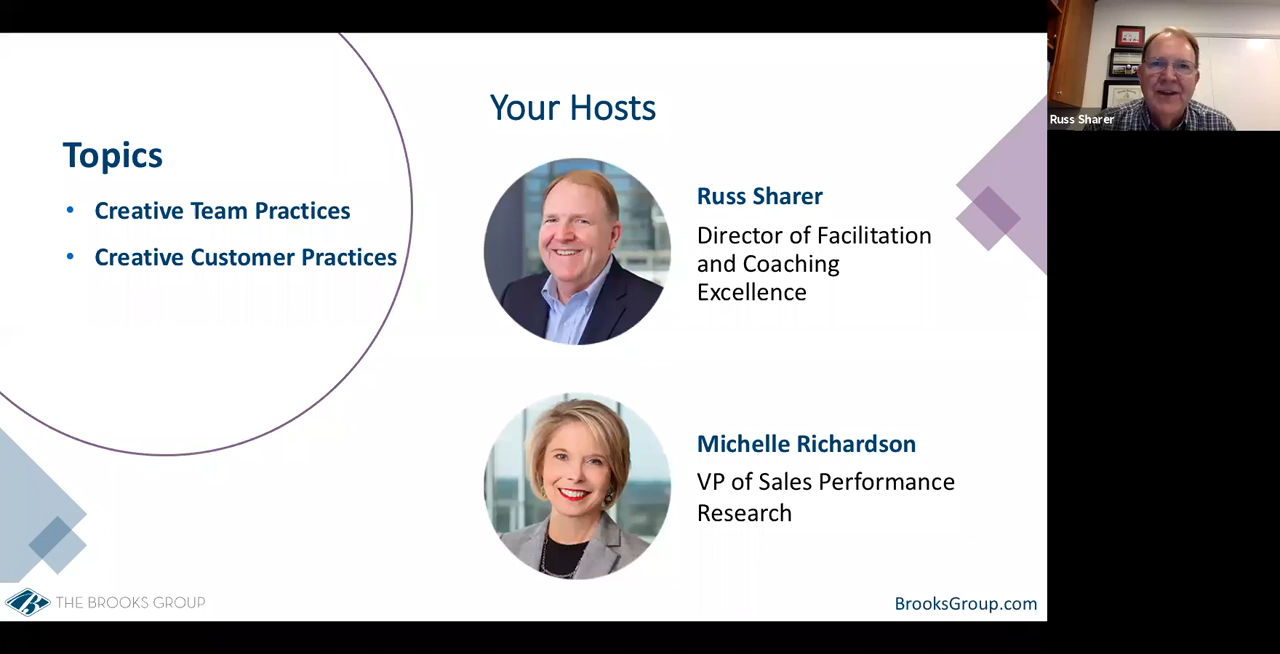 Topics
• Creative Team Practices
• Creative Customer Practices
Your Hosts
Russ Sharer
Director of Facilitation
and Coaching
Excellence
Michelle Richardson
VP of Sales Performance
Research
THE BROOKS GROUP
BrooksGroup.com
Russ Sharer